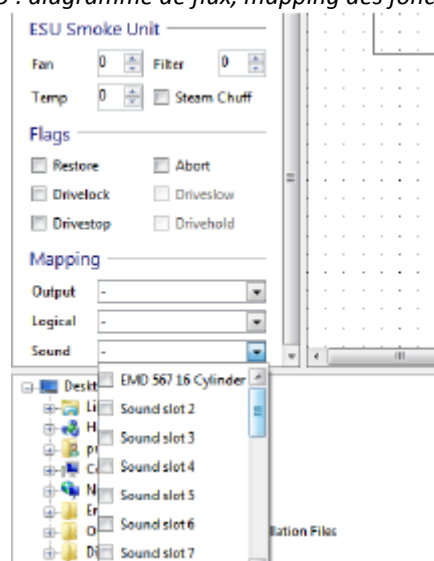 : diagramme de flux, mapping des fonc
ESU Smoke Unit
Fan 0 Filter 0
Temp 0 Steam Chuff
Flags
Restore Abort
Drivelock Driveslow
Drivestop Drivehold
Mapping
Output -
Logical -
Sound -
Deskt EMD 567 16 Cylinder
Li Sound slot 2
H Sound slot 3
p Sound slot 4
C Sound slot 5
N
Er Sound slot 6
O llation Files
Di Sound slot 7